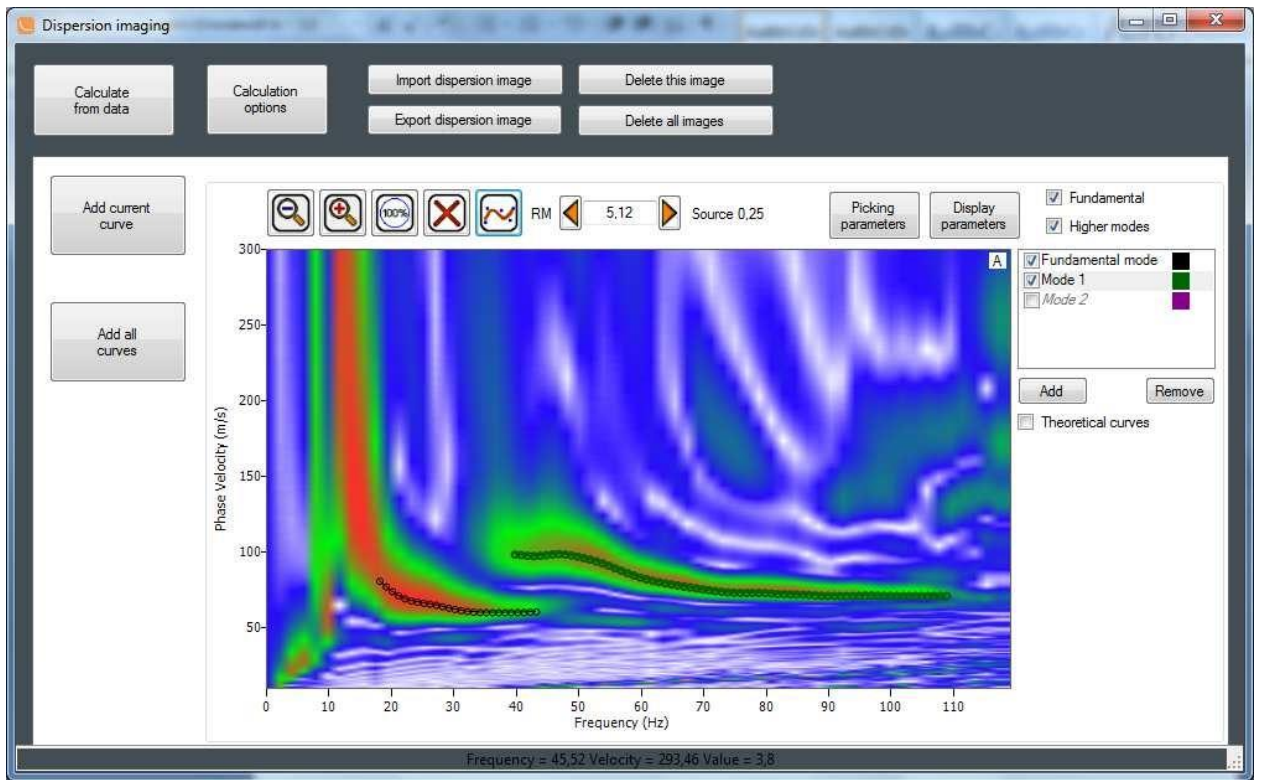 Dispersion imaging
Calculate
from data
Calculation
options
Import dispersion image
Delete this image
Export dispersion image
Delete all images
Add current
curve
Add all
curves
RM
5,12
Source 0,25
Picking
parameters
Display
parameters
Fundamental
Higher modes
100%
A
Fundamental mode
Mode 1
Mode 2
Add
Remove
Theoretical curves
Phase Velocity (m/s)
300
250
200
150
100
50
0
10
20
30
40
50
60
70
80
90
100
110
Frequency (Hz)
Frequency = 45,52 Velocity = 293,46 Value = 3,8